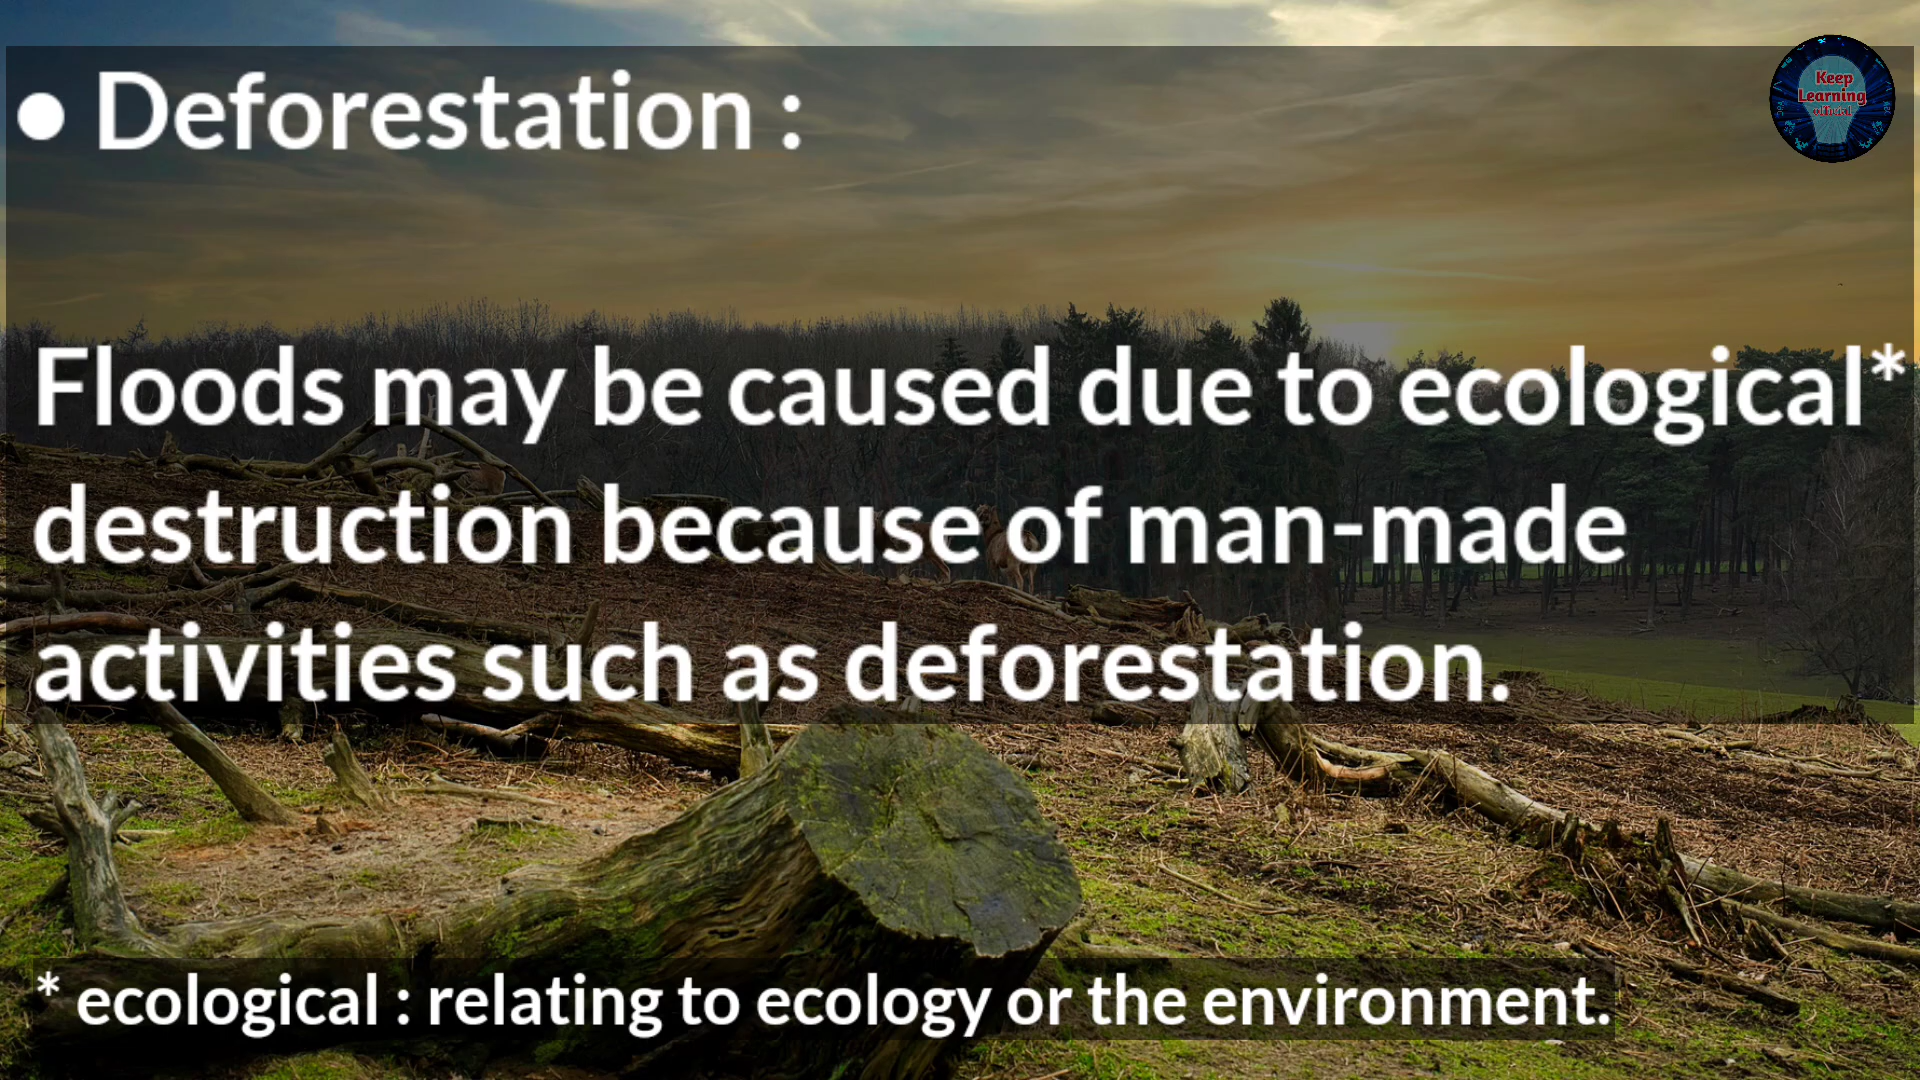 • Deforestation :
Keep
Learning
official
Floods may be caused due to ecological*
destruction because of man-made
activities such as deforestation.
* ecological : relating to ecology or the environment.